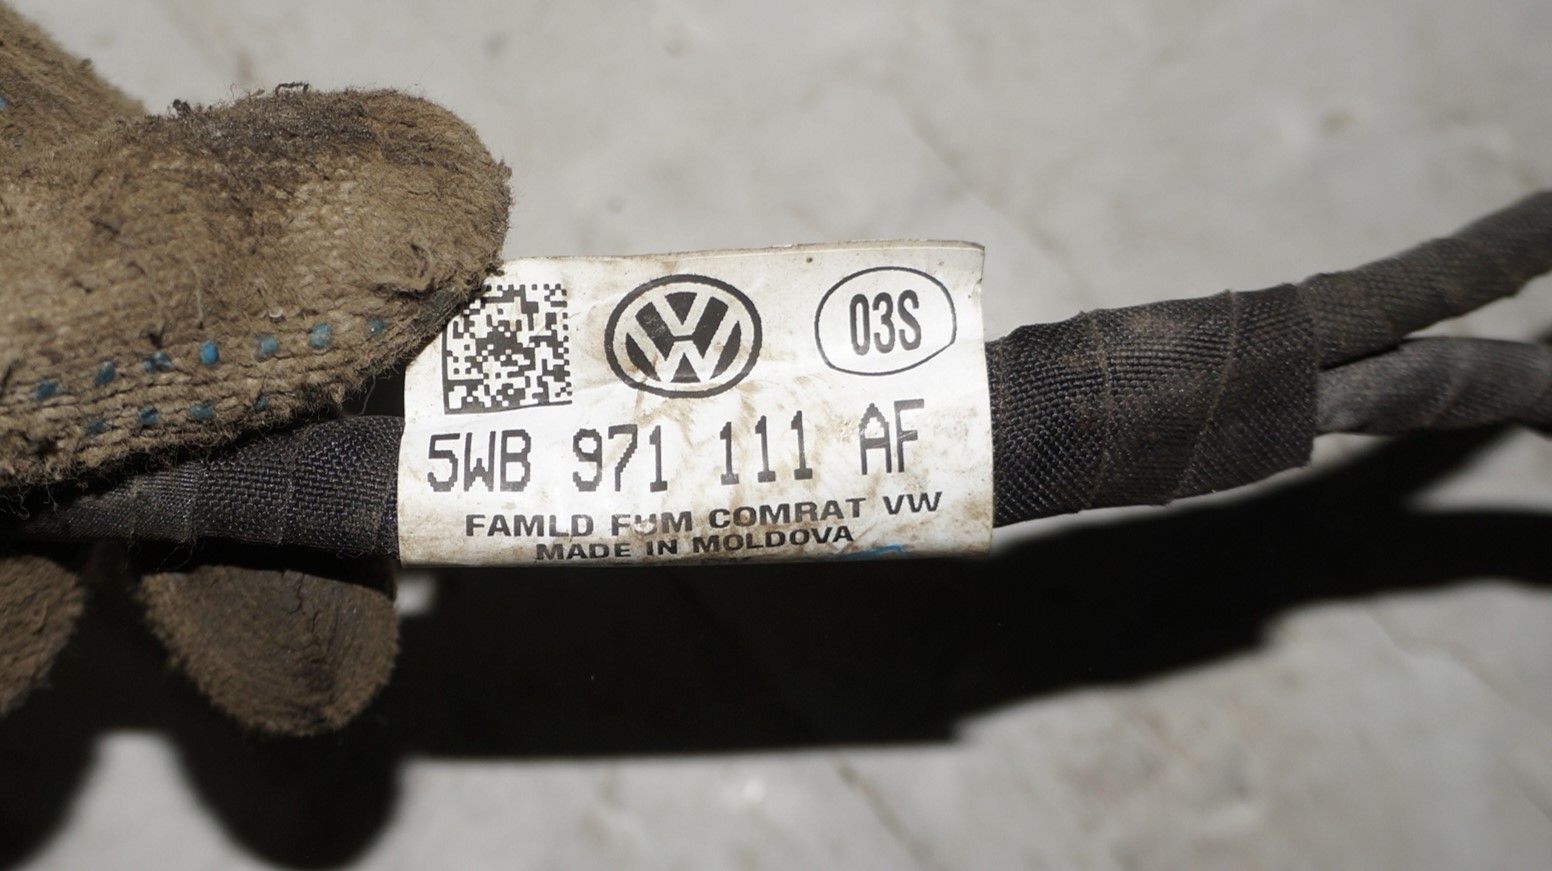 03S
5WB 971 111 AF
FAMLD FUM COMRAT VW
MADE IN MOLDOVA